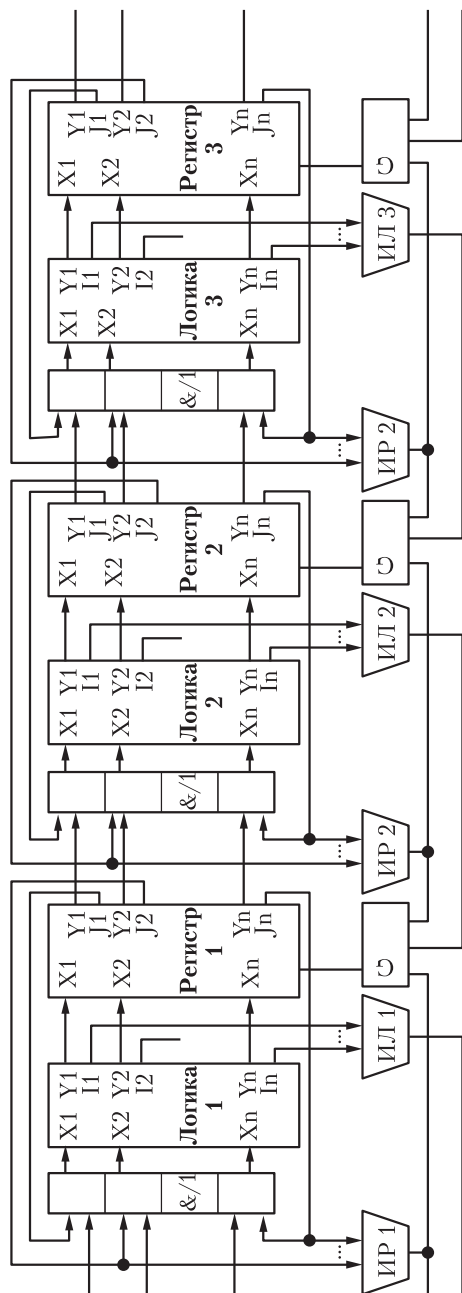 &/1
X1 Y1
I1
X2 Y2
I2
Логика
1
Xn Yn
In
X1 Y1
J1
X2 Y2
J2
Регистр
1
Xn Yn
Jn
...
ИР 1
...
ИЛ 1
G
&/1
X1 Y1
I1
X2 Y2
I2
Логика
2
Xn Yn
In
X1 Y1
J1
X2 Y2
J2
Регистр
2
Xn Yn
Jn
...
ИР 2
...
ИЛ 2
G
&/1
X1 Y1
I1
X2 Y2
I2
Логика
3
Xn Yn
In
X1 Y1
J1
X2 Y2
J2
Регистр
3
Xn Yn
Jn
...
ИР 2
...
ИЛ 3
G